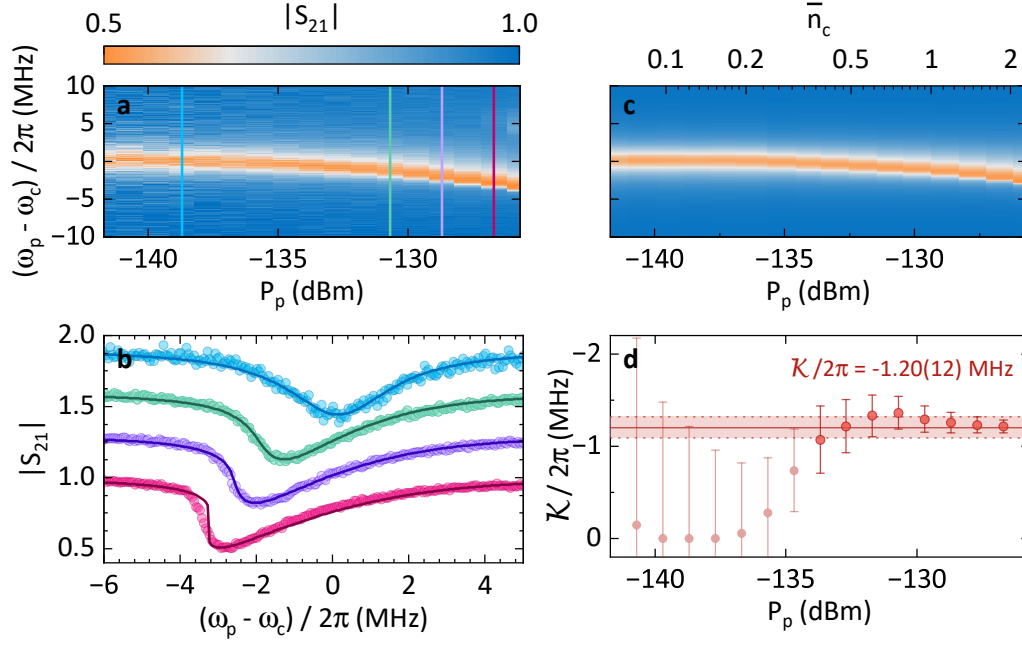 |S21|
0.5 1.0
n̅c
0.1 0.2 0.5 1 2
a
(ωp - ωc) / 2π (MHz)
10
5
0
−5
−10
−140 −135 −130
Pp (dBm)
c
−140 −135 −130
Pp (dBm)
b
|S21|
2.0
1.5
1.0
0.5
−6 −4 −2 0 2 4
(ωp - ωc) / 2π (MHz)
d
𝒦/2π = -1.20(12) MHz
𝒦/ 2π (MHz)
−2
−1
0
−140 −135 −130
Pp (dBm)